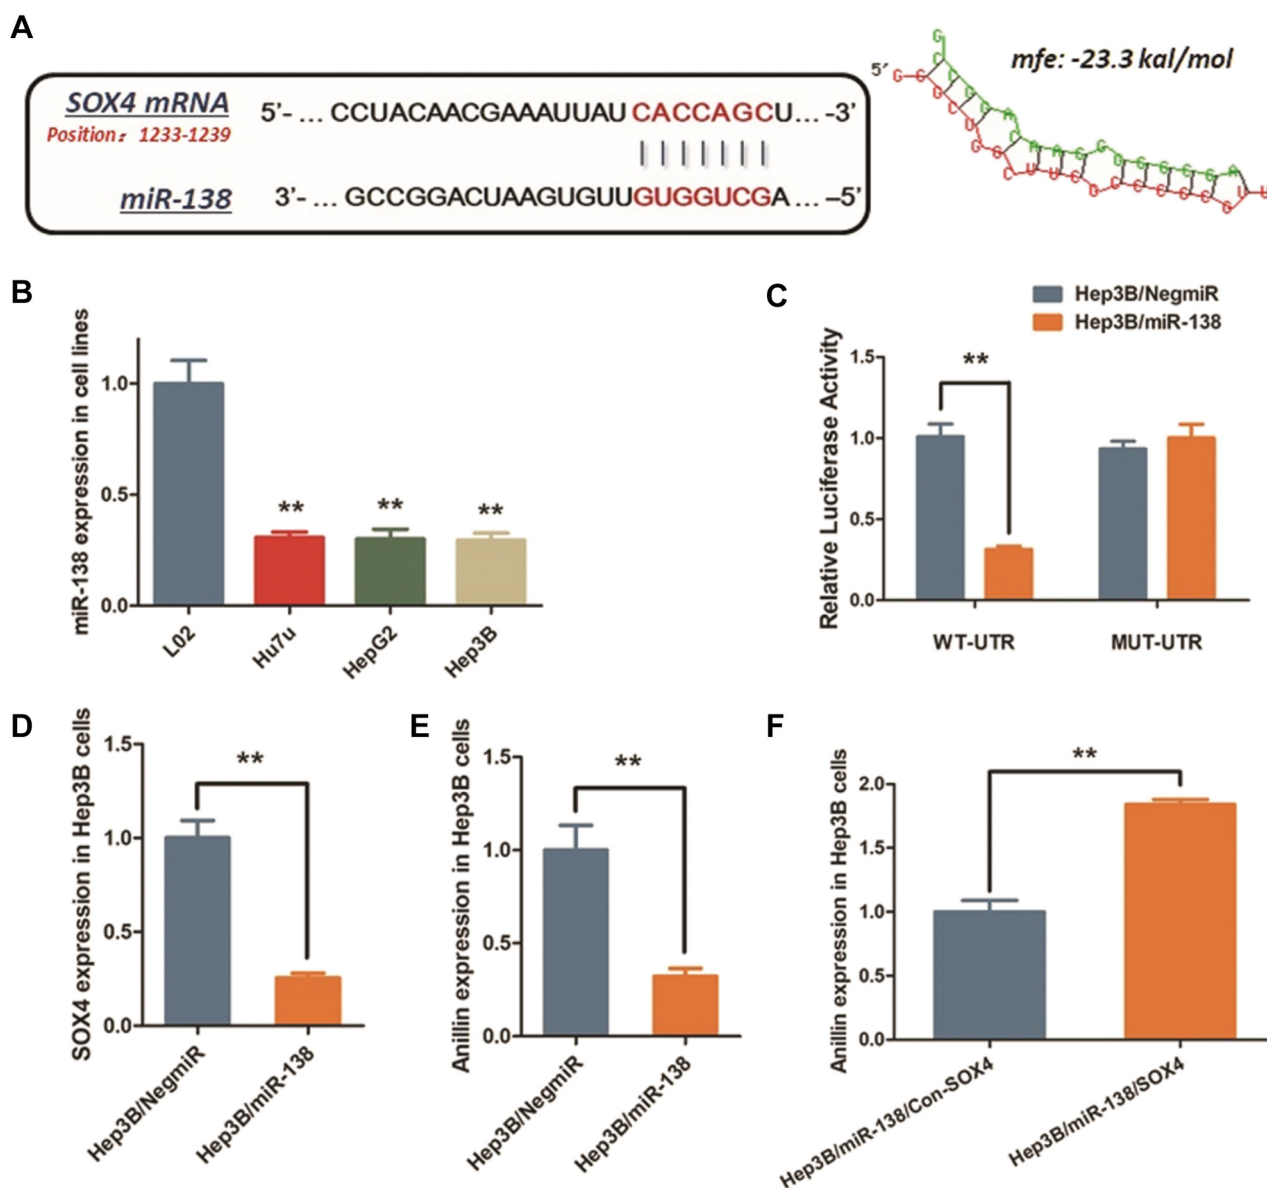 A
SOX4 mRNA
Position： 1233-1239
5'- ... CCUACAACGAAAUUAU CACCAGCU... -3'
miR-138
3'- ... GCCGGACUAAGUGUUGUGGUCGA ... –5'
5'
mfe: -23.3 kal/mol
B
miR-138 expression in cell lines
1.0
0.5
0.0
L02
Hu7u
HepG2
Hep3B
**
**
**
C
Hep3B/NegmiR
Hep3B/miR-138
Relative Luciferase Activity
1.5
1.0
0.5
0.0
**
WT-UTR
MUT-UTR
D
SOX4 expression in Hep3B cells
1.5
1.0
0.5
0.0
**
Hep3B/NegmiR
Hep3B/miR-138
E
Anillin expression in Hep3B cells
1.5
1.0
0.5
0.0
**
Hep3B/NegmiR
Hep3B/miR-138
F
Anillin expression in Hep3B cells
2.0
1.5
1.0
0.5
0.0
**
Hep3B/miR-138/Con-SOX4
Hep3B/miR-138/SOX4